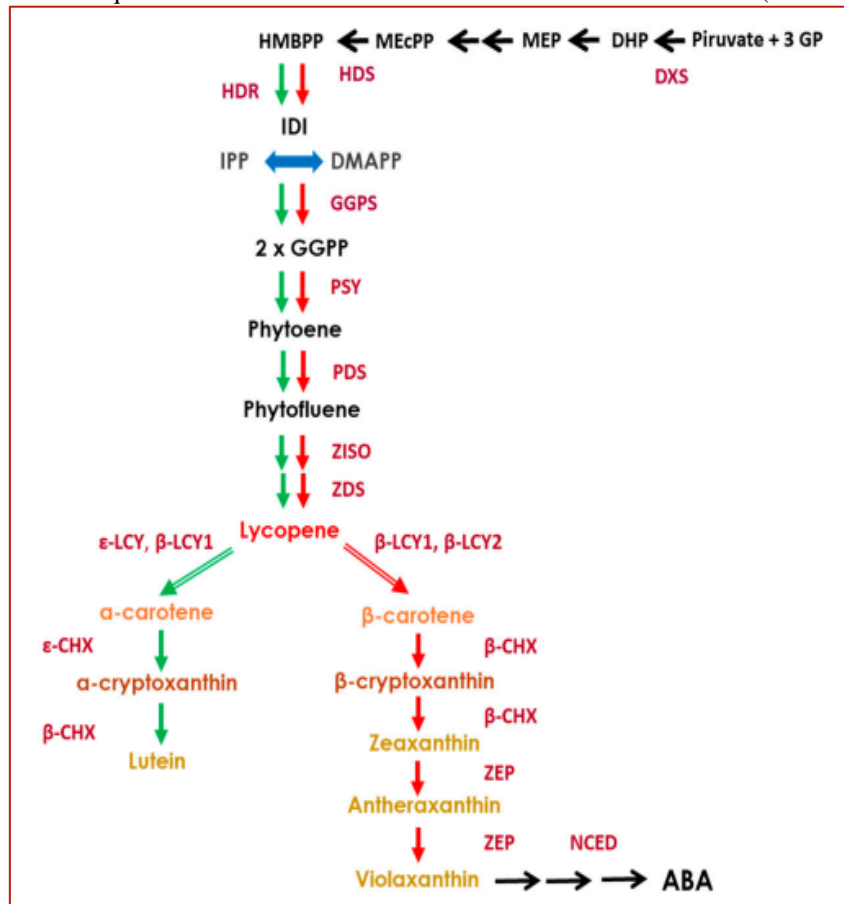 HMBPP MEcPP MEP DHP Piruvate + 3 GP
HDR HDS DXS
IDI
IPP DMAPP
GGPS
2 x GGPP
PSY
Phytoene
PDS
Phytofluene
ZISO
ZDS
Lycopene
ε-LCY, β-LCY1 β-LCY1, β-LCY2
α-carotene β-carotene
ε-CHX β-CHX
α-cryptoxanthin β-cryptoxanthin
β-CHX β-CHX
Lutein Zeaxanthin
ZEP
Antheraxanthin
ZEP NCED
Violaxanthin ABA